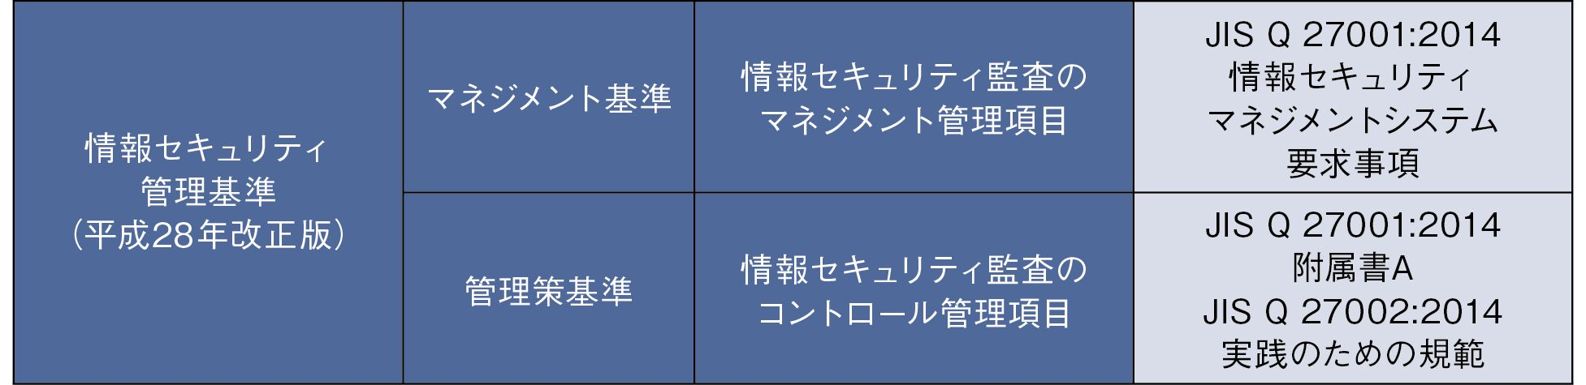 情報セキュリティ
管理基準
（平成28年改正版）
マネジメント基準
情報セキュリティ監査の
マネジメント管理項目
JIS Q 27001:2014
情報セキュリティ
マネジメントシステム
要求事項
管理策基準
情報セキュリティ監査の
コントロール管理項目
JIS Q 27001:2014
附属書A
JIS Q 27002:2014
実践のための規範